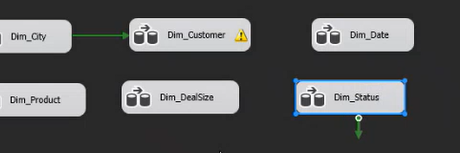 Dim_City
Dim_Customer
Dim_Date
Dim_Product
Dim_DealSize
Dim_Status